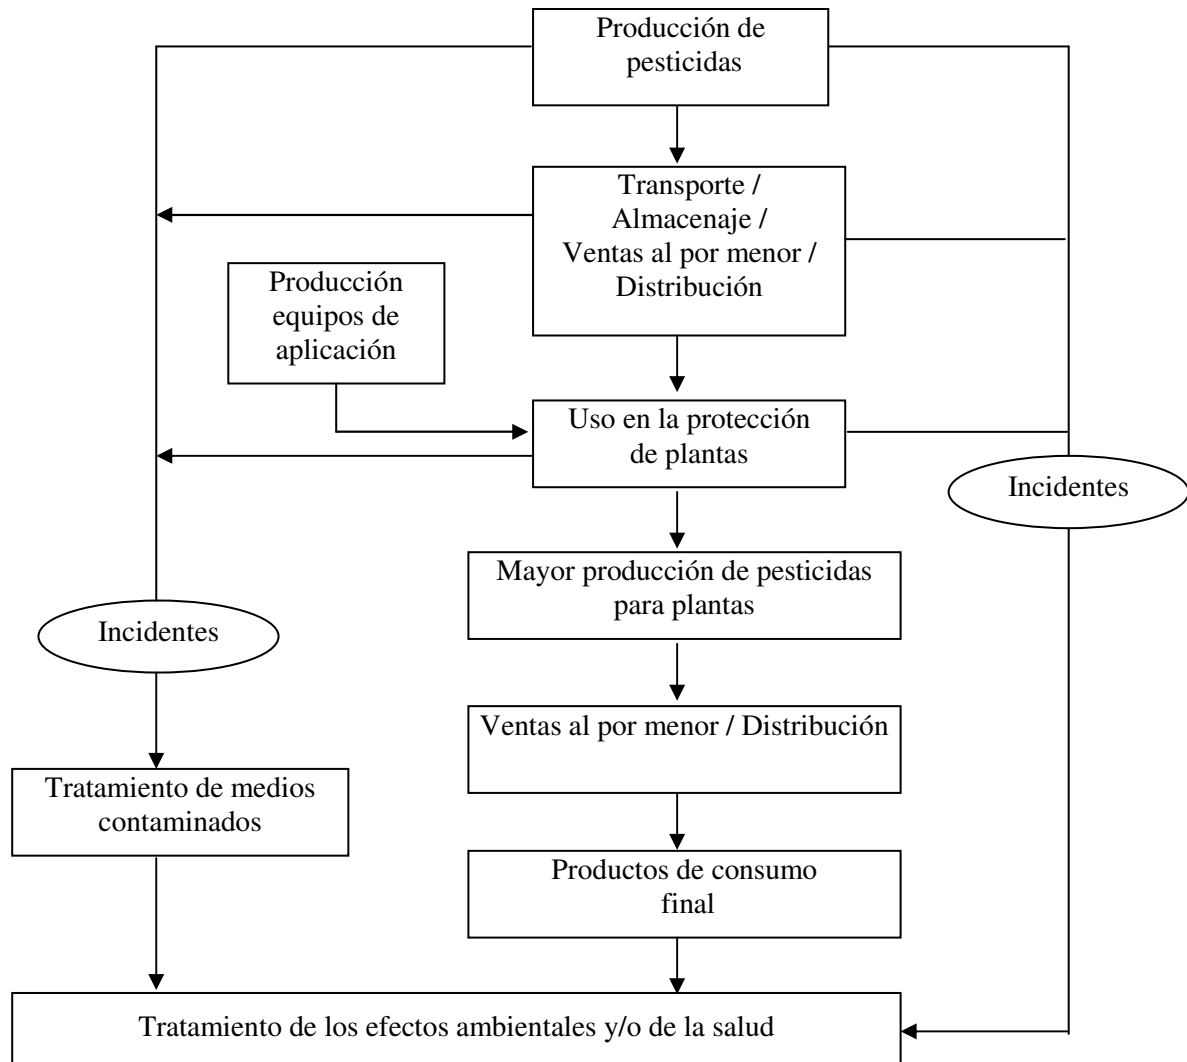 Producción de
pesticidas
Transporte /
Almacenaje /
Ventas al por menor /
Distribución
Producción
equipos de
aplicación
Uso en la protección
de plantas
Incidentes
Mayor producción de pesticidas
para plantas
Incidentes
Ventas al por menor / Distribución
Tratamiento de medios
contaminados
Productos de consumo
final
Tratamiento de los efectos ambientales y/o de la salud